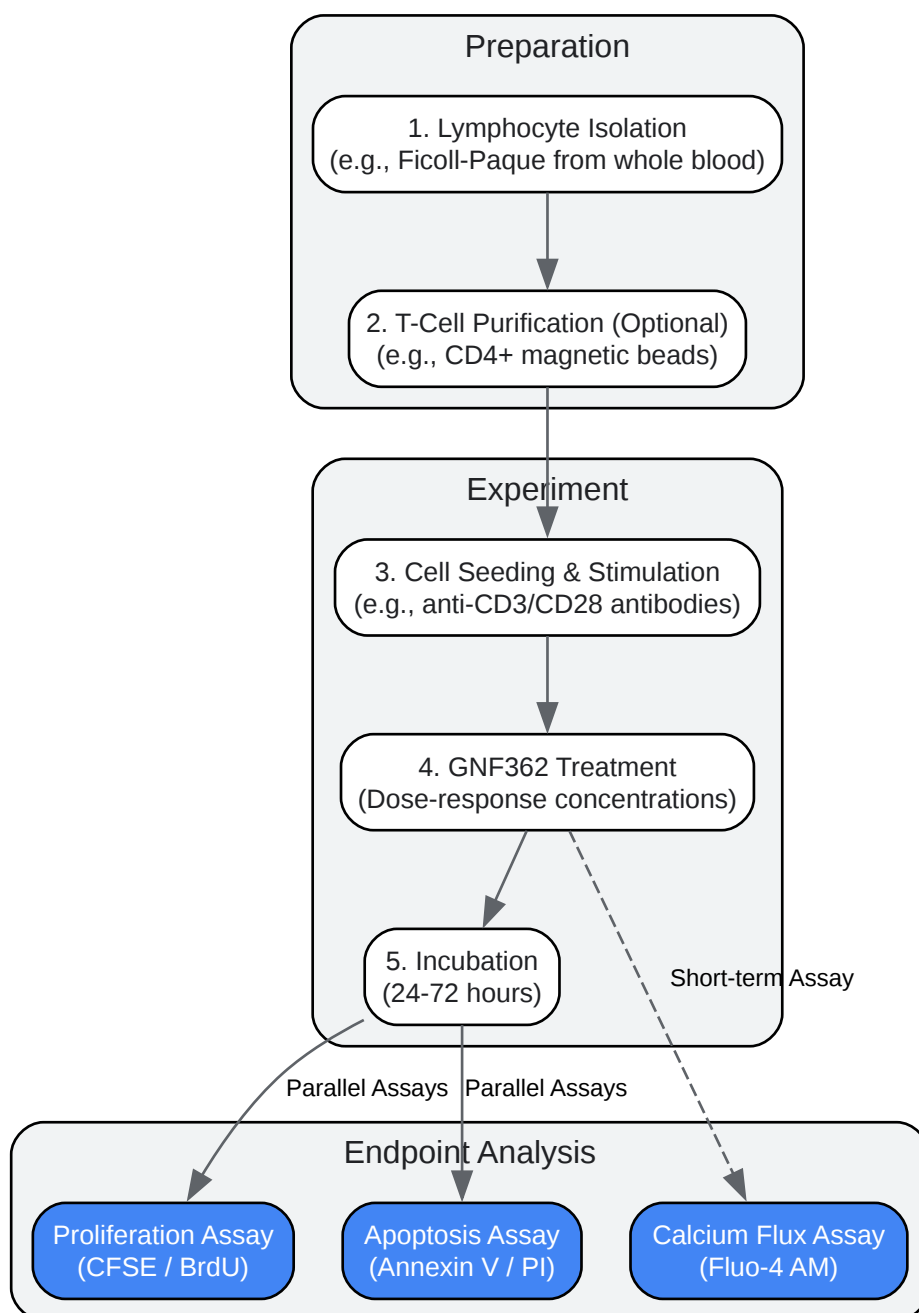 Preparation
1. Lymphocyte Isolation
(e.g., Ficoll-Paque from whole blood)
2. T-Cell Purification (Optional)
(e.g., CD4+ magnetic beads)
Experiment
3. Cell Seeding & Stimulation
(e.g., anti-CD3/CD28 antibodies)
4. GNF362 Treatment
(Dose-response concentrations)
5. Incubation
(24-72 hours)
Short-term Assay
Parallel Assays
Parallel Assays
Endpoint Analysis
Proliferation Assay
(CFSE / BrdU)
Apoptosis Assay
(Annexin V / PI)
Calcium Flux Assay
(Fluo-4 AM)